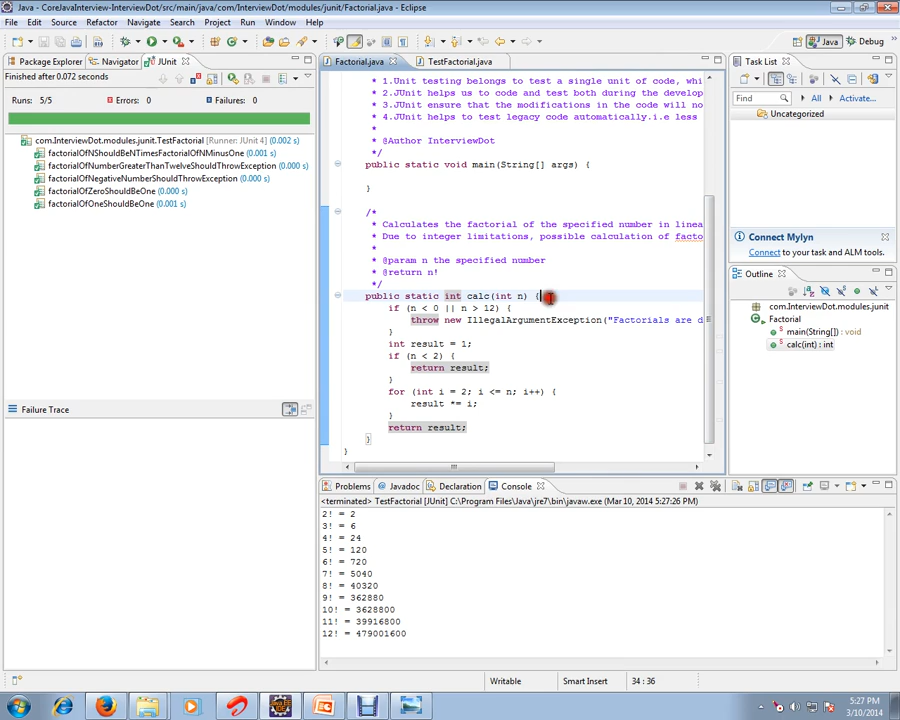 Java - CoreJavaInterview-InterviewDot/src/main/java/com/InterviewDot/modules/junit/Factorial.java - Eclipse
File Edit Source Refactor Navigate Search Project Run Window Help
Java Debug
Package Explorer Navigator JUnit
Finished after 0.072 seconds
Runs: 5/5 Errors: 0 Failures: 0
com.InterviewDot.modules.junit.TestFactorial [Runner: JUnit 4] (0.002 s)
factorialOfNShouldBeNTimesFactorialOfNMinusOne (0.001 s)
factorialOfNumberGreaterThanTwelveShouldThrowException (0.000 s)
factorialOfNegativeNumberShouldThrowException (0.000 s)
factorialOfZeroShouldBeOne (0.000 s)
factorialOfOneShouldBeOne (0.001 s)
Failure Trace
Factorial.java TestFactorial.java
* 1.Unit testing belongs to test a single unit of code, whi
* 2.JUnit helps us to code and test both during the develop
* 3.JUnit ensure that the modifications in the code will no
* 4.JUnit helps to test legacy code automatically.i.e less
*
* @Author InterviewDot
*/
public static void main(String[] args) {
}
/*
* Calculates the factorial of the specified number in linea
* Due to integer limitations, possible calculation of facto
*
* @param n the specified number
* @return n!
*/
public static int calc(int n) {
if (n < 0 || n > 12) {
throw new IllegalArgumentException("Factorials are d
}
int result = 1;
if (n < 2) {
return result;
}
for (int i = 2; i <= n; i++) {
result *= i;
}
return result;
}
}
Task List
Find All Activate...
Uncategorized
Connect Mylyn
Connect to your task and ALM tools.
Outline
com.InterviewDot.modules.junit
Factorial
main(String[]) : void
calc(int) : int
Problems Javadoc Declaration Console
<terminated> TestFactorial [JUnit] C:\Program Files\Java\jre7\bin\javaw.exe (Mar 10, 2014 5:27:26 PM)
2! = 2
3! = 6
4! = 24
5! = 120
6! = 720
7! = 5040
8! = 40320
9! = 362880
10! = 3628800
11! = 39916800
12! = 479001600
Writable Smart Insert 34 : 36
5:27 PM
3/10/2014